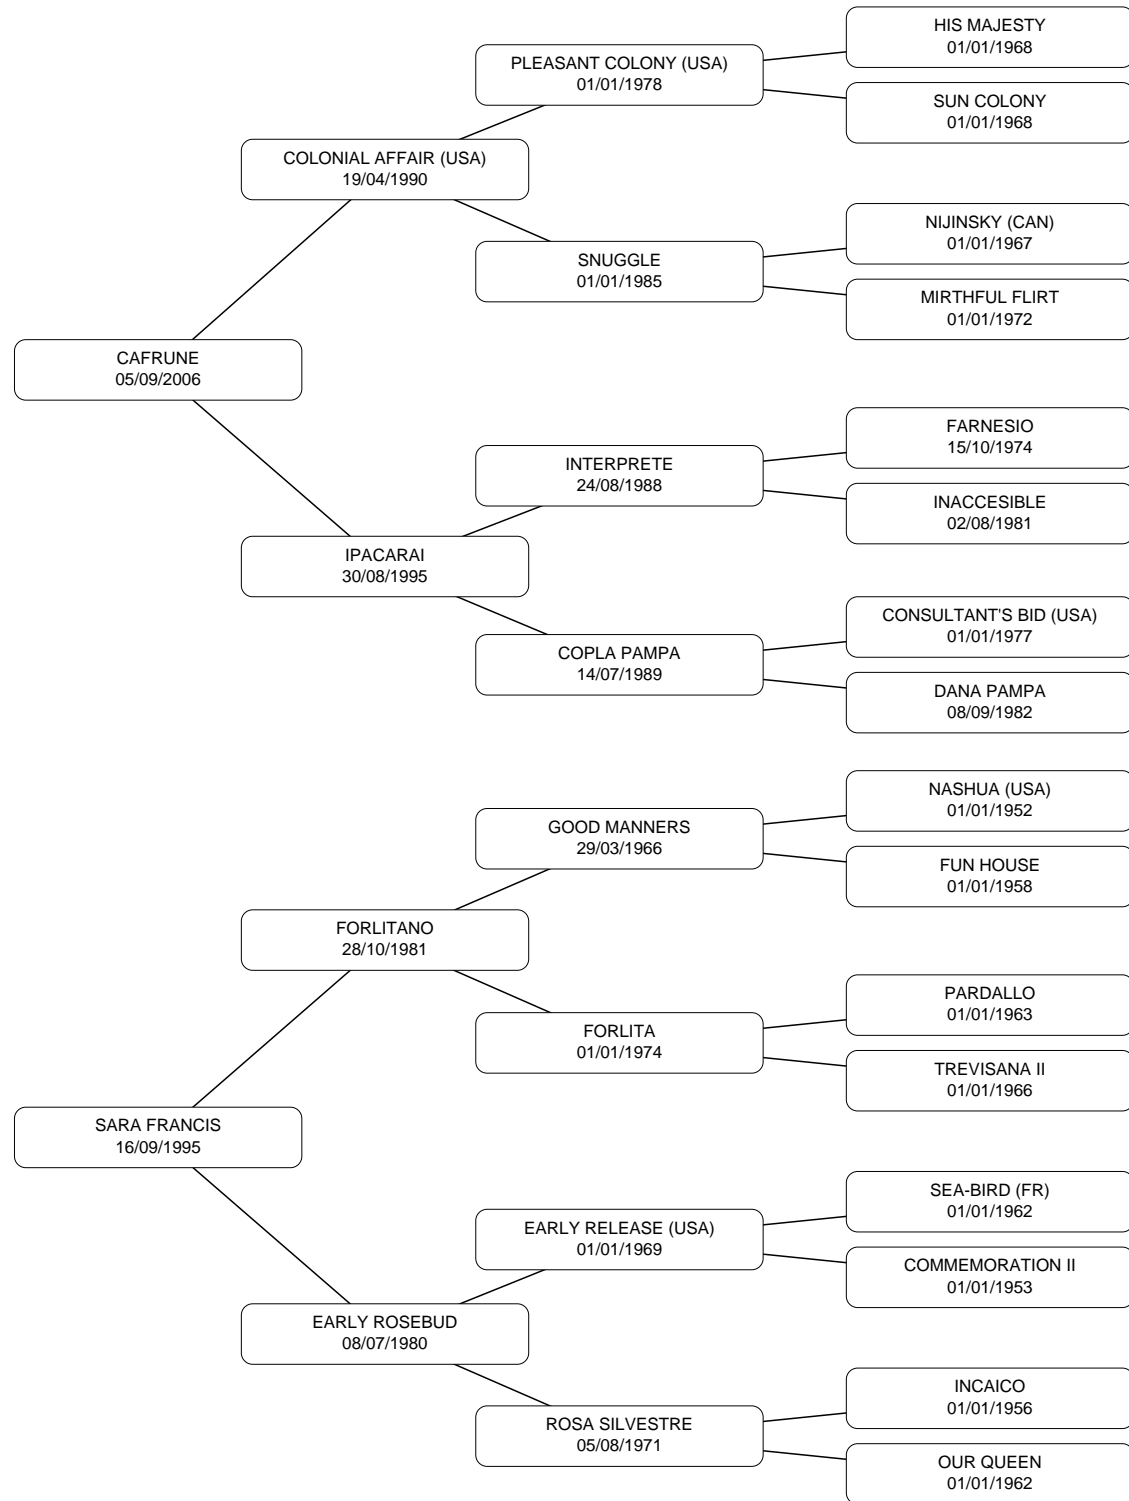 HIS MAJESTY
01/01/1968
PLEASANT COLONY (USA)
01/01/1978
SUN COLONY
01/01/1968
COLONIAL AFFAIR (USA)
19/04/1990
NIJINSKY (CAN)
01/01/1967
SNUGGLE
01/01/1985
MIRTHFUL FLIRT
01/01/1972
CAFRUNE
05/09/2006
FARNESIO
15/10/1974
INTERPRETE
24/08/1988
INACCESIBLE
02/08/1981
IPACARAI
30/08/1995
CONSULTANT'S BID (USA)
01/01/1977
COPLA PAMPA
14/07/1989
DANA PAMPA
08/09/1982
NASHUA (USA)
01/01/1952
GOOD MANNERS
29/03/1966
FUN HOUSE
01/01/1958
FORLITANO
28/10/1981
PARDALLO
01/01/1963
FORLITA
01/01/1974
TREVISANA II
01/01/1966
SARA FRANCIS
16/09/1995
SEA-BIRD (FR)
01/01/1962
EARLY RELEASE (USA)
01/01/1969
COMMEMORATION II
01/01/1953
EARLY ROSEBUD
08/07/1980
INCAICO
01/01/1956
ROSA SILVESTRE
05/08/1971
OUR QUEEN
01/01/1962